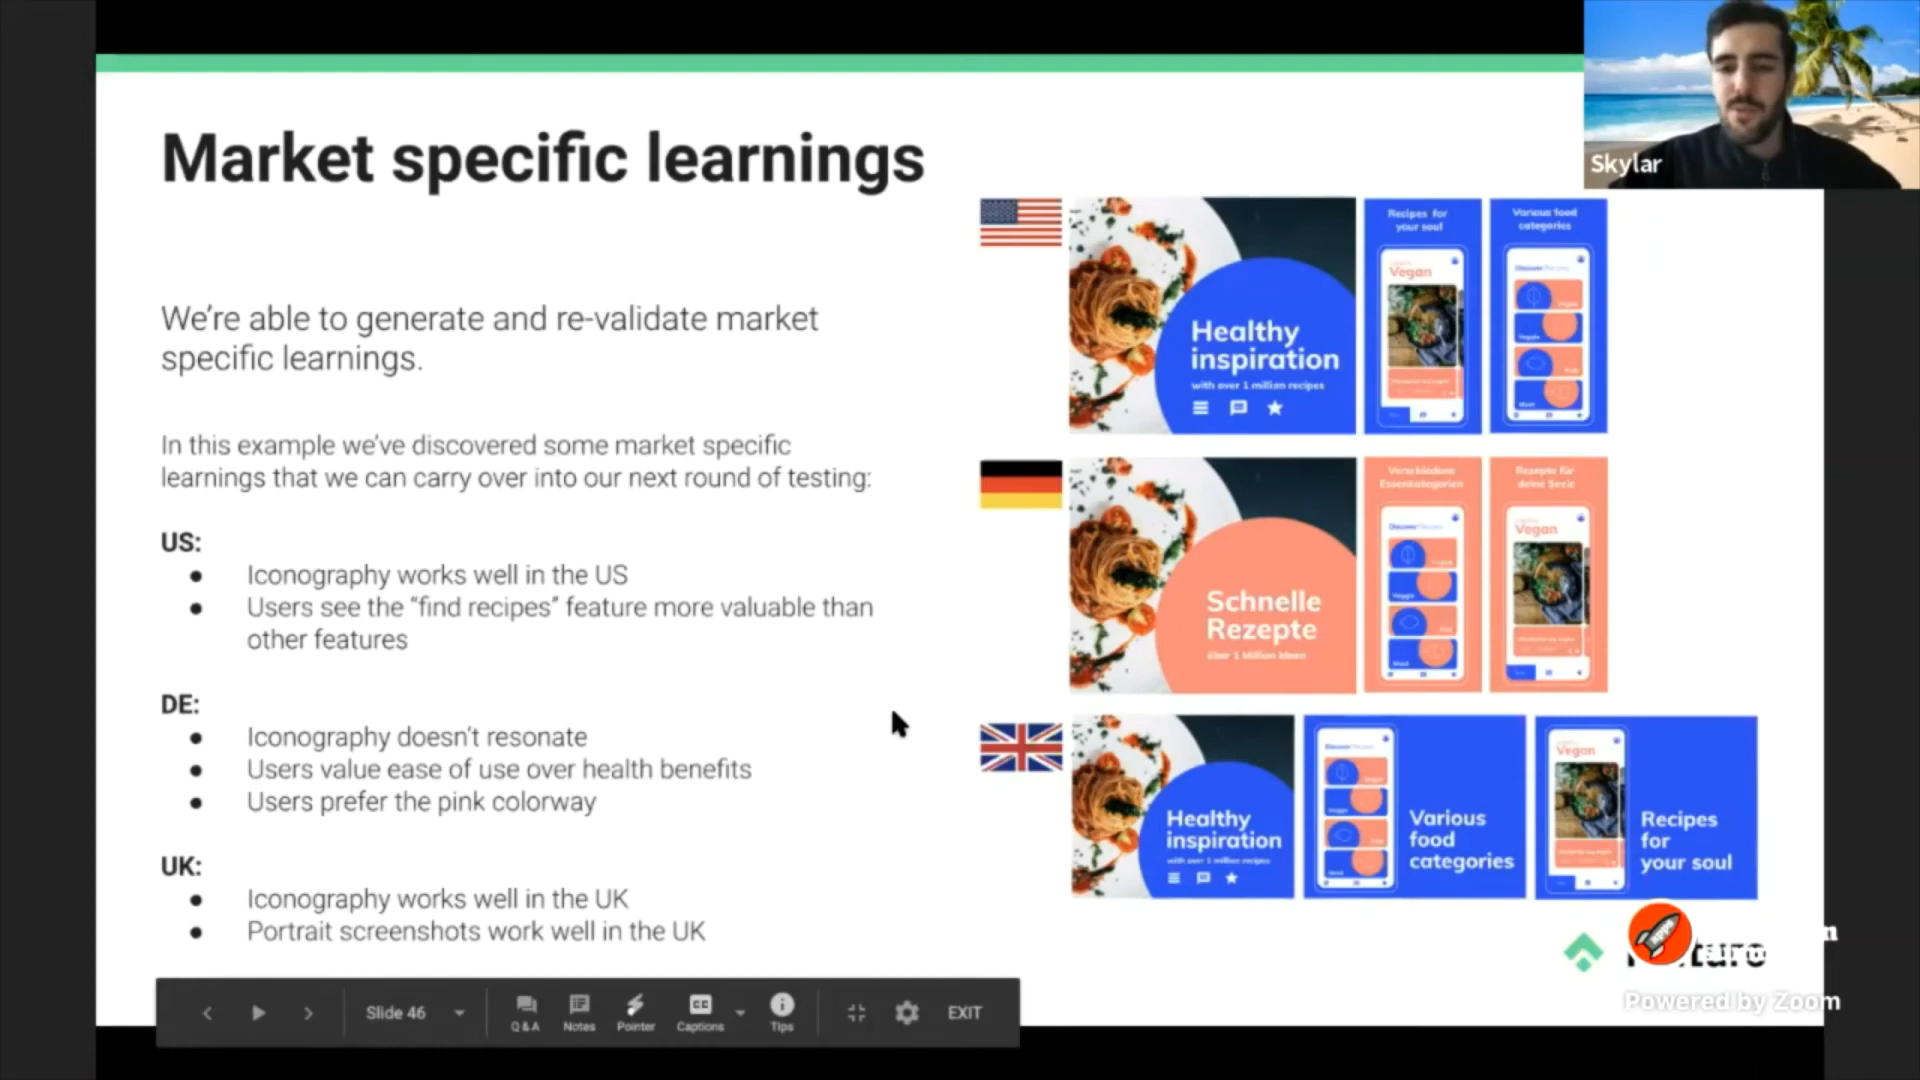 Market specific learnings
Skylar
We're able to generate and re-validate market
specific learnings.
In this example we've discovered some market specific
learnings that we can carry over into our next round of testing:
US:
Iconography works well in the US
Users see the “find recipes” feature more valuable than
other features
DE:
Iconography doesn't resonate
Users value ease of use over health benefits
Users prefer the pink colorway
UK:
Iconography works well in the UK
Portrait screenshots work well in the UK
Healthy
inspiration
with over 1 million recipes
Recipes for
your soul
Vegan
Various food
categories
Discover
Schnelle
Rezepte
über 1 Million Ideen
Verschiedene
Essenkategorien
Discover
Rezepte für
deine Seele
Vegan
Healthy
inspiration
with over 1 million recipes
Various
food
categories
Vegan
Recipes
for
your soul
Powered by Zoom
Slide 46
Q & A
Notes
Pointer
CC
Captions
Tips
EXIT